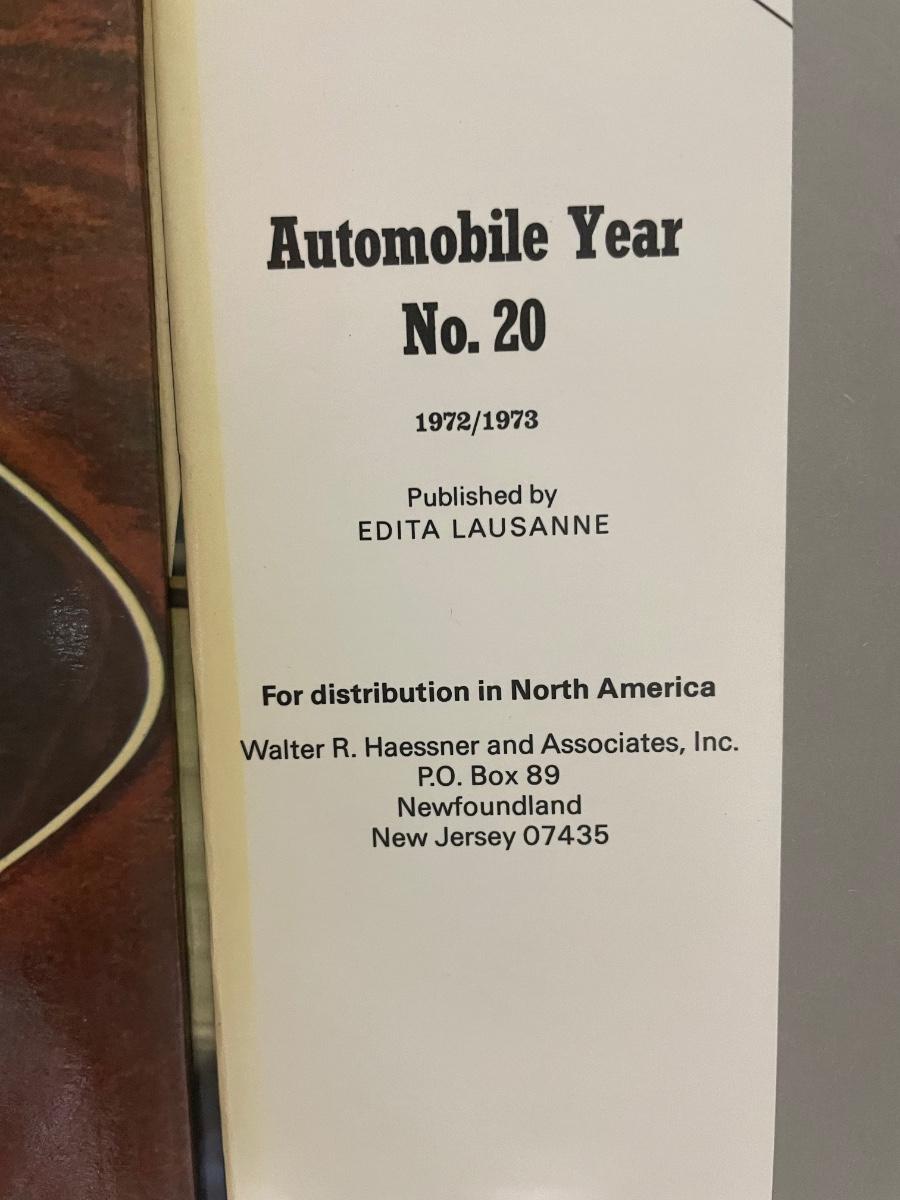 Automobile Year
No. 20
1972/1973
Published by
EDITA LAUSANNE
For distribution in North America
Walter R. Haessner and Associates, Inc.
P.O. Box 89
Newfoundland
New Jersey 07435